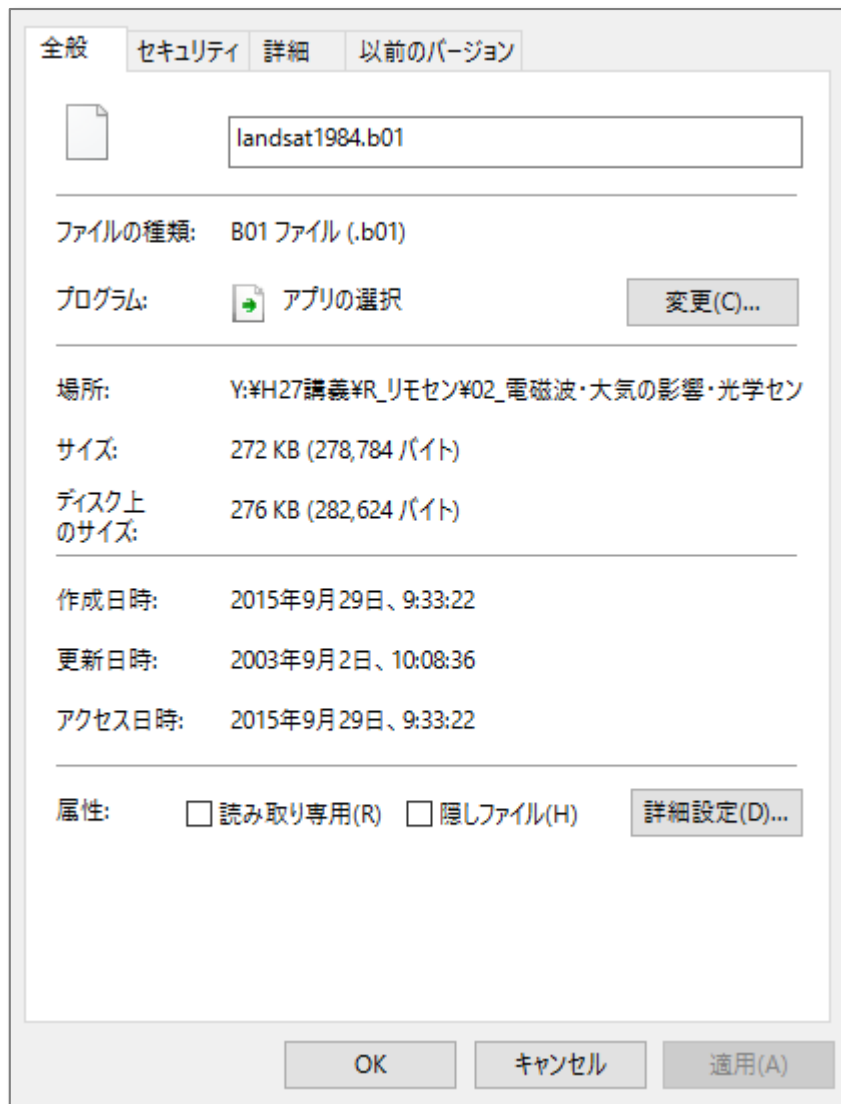 全般 セキュリティ 詳細 以前のバージョン
landsat1984.b01
ファイルの種類: B01 ファイル (.b01)
プログラム: アプリの選択 変更(C)...
場所: Y:¥H27講義¥R_リモセン¥02_電磁波・大気の影響・光学セン
サイズ: 272 KB (278,784 バイト)
ディスク上
のサイズ: 276 KB (282,624 バイト)
作成日時: 2015年9月29日、9:33:22
更新日時: 2003年9月2日、10:08:36
アクセス日時: 2015年9月29日、9:33:22
属性: 読み取り専用(R) 隠しファイル(H) 詳細設定(D)...
OK キャンセル 適用(A)